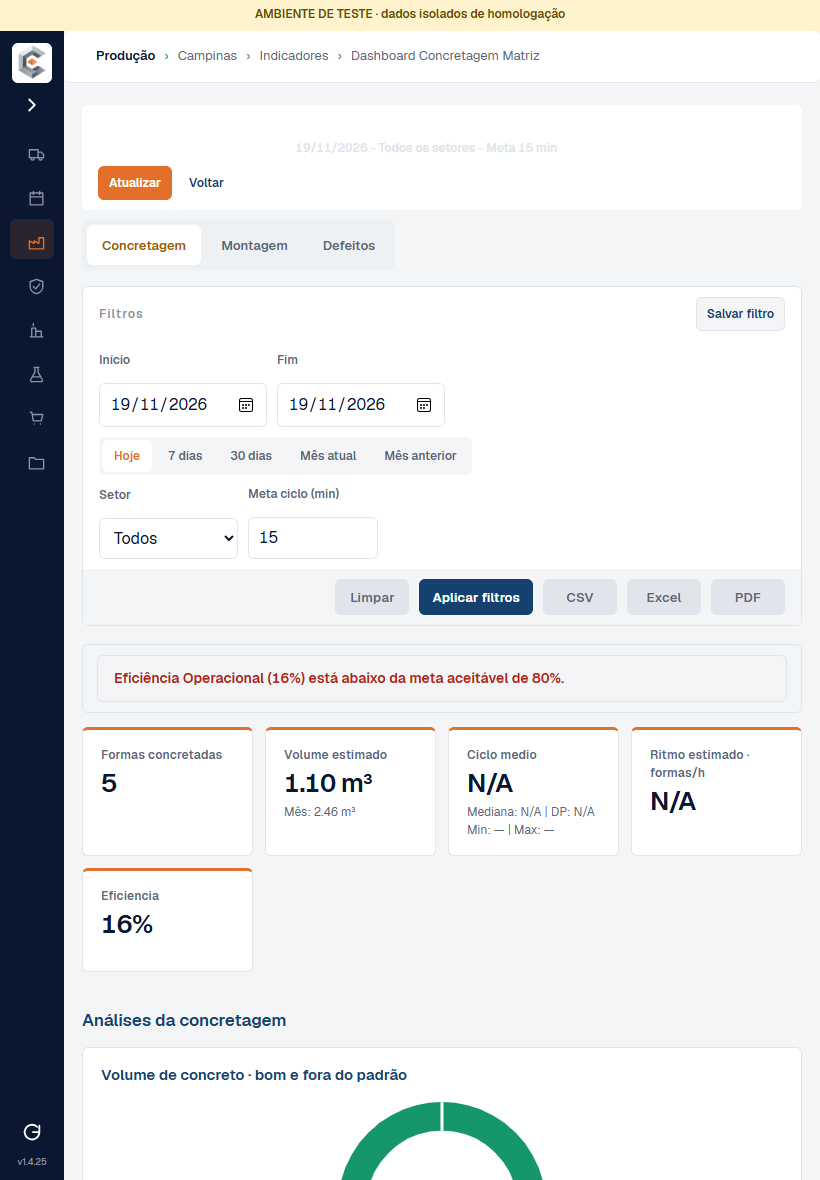 AMBIENTE DE TESTE · dados isolados de homologação
Produção › Campinas › Indicadores › Dashboard Concretagem Matriz
19/11/2026 - Todos os setores - Meta 15 min
Atualizar Voltar
Concretagem Montagem Defeitos
Filtros Salvar filtro
Início Fim
19/11/2026 19/11/2026
Hoje 7 dias 30 dias Mês atual Mês anterior
Setor Meta ciclo (min)
Todos 15
Limpar Aplicar filtros CSV Excel PDF
Eficiência Operacional (16%) está abaixo da meta aceitável de 80%.
Formas concretadas
5
Volume estimado
1.10 m³
Mês: 2.46 m³
Ciclo medio
N/A
Mediana: N/A | DP: N/A
Min: — | Max: —
Ritmo estimado ·
formas/h
N/A
Eficiencia
16%
Análises da concretagem
Volume de concreto · bom e fora do padrão
v1.4.25